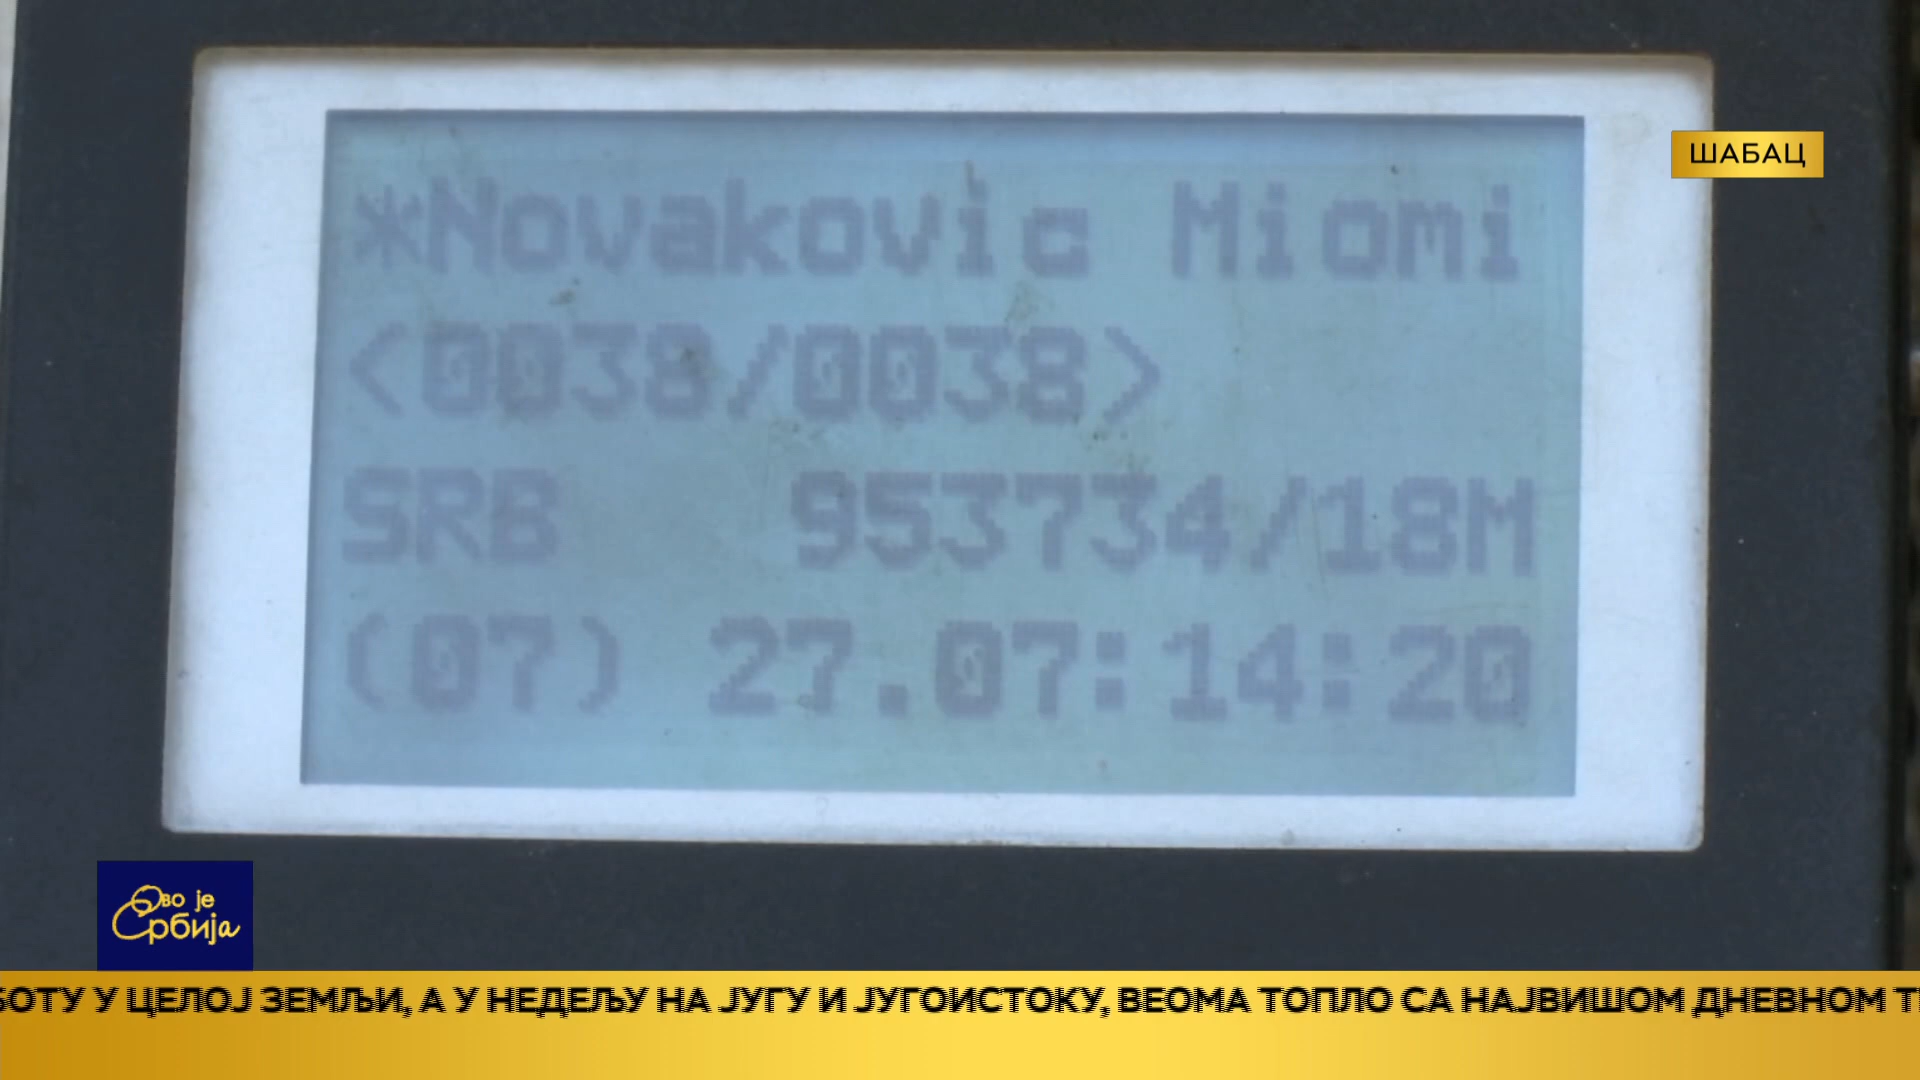 ШАБАЦ
*Novakovic Miomi
<0038/0038>
SRB 953734/18M
(07) 27.07:14:20
Ово је
Србија
БОТУ У ЦЕЛОЈ ЗЕМЉИ, А У НЕДЕЉУ НА ЈУГУ И ЈУГОИСТОКУ, ВЕОМА ТОПЛО СА НАЈВИШОМ ДНЕВНОМ